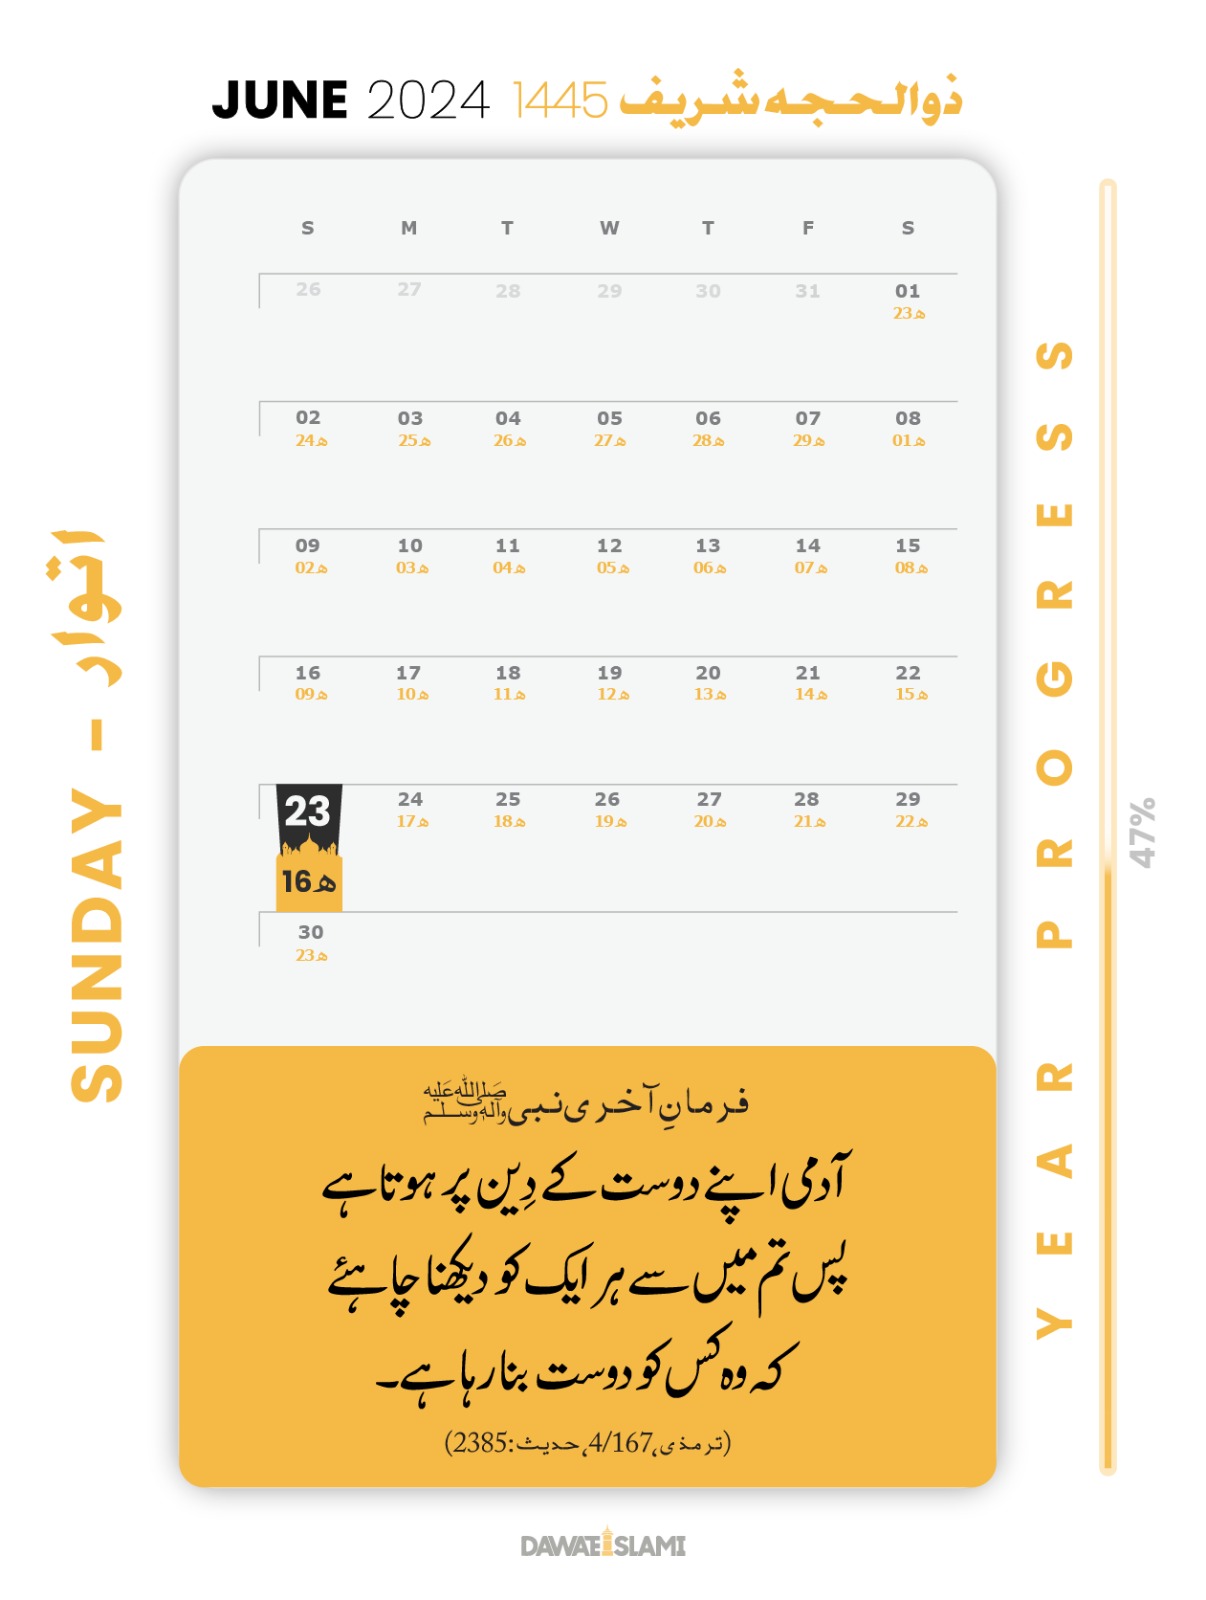 JUNE 2024 1445 ذوالحجہ شریف
S M T W T F S
26 27 28 29 30 31 01
23ھ
02 03 04 05 06 07 08
24ھ 25ھ 26ھ 27ھ 28ھ 29ھ 01ھ
09 10 11 12 13 14 15
02ھ 03ھ 04ھ 05ھ 06ھ 07ھ 08ھ
16 17 18 19 20 21 22
09ھ 10ھ 11ھ 12ھ 13ھ 14ھ 15ھ
23 24 25 26 27 28 29
16ھ 17ھ 18ھ 19ھ 20ھ 21ھ 22ھ
30
23ھ
SUNDAY - اتوار
YEAR PROGRESS
47%
فرمانِ آخری نبی صلی اللہ علیہ واٰلہٖ وسلم
آدمی اپنے دوست کے دِین پر ہوتا ہے
پس تم میں سے ہر ایک کو دیکھنا چاہئے
کہ وہ کس کو دوست بنا رہا ہے۔
(ترمذی،4/167،حدیث:2385)
DAWATEISLAMI